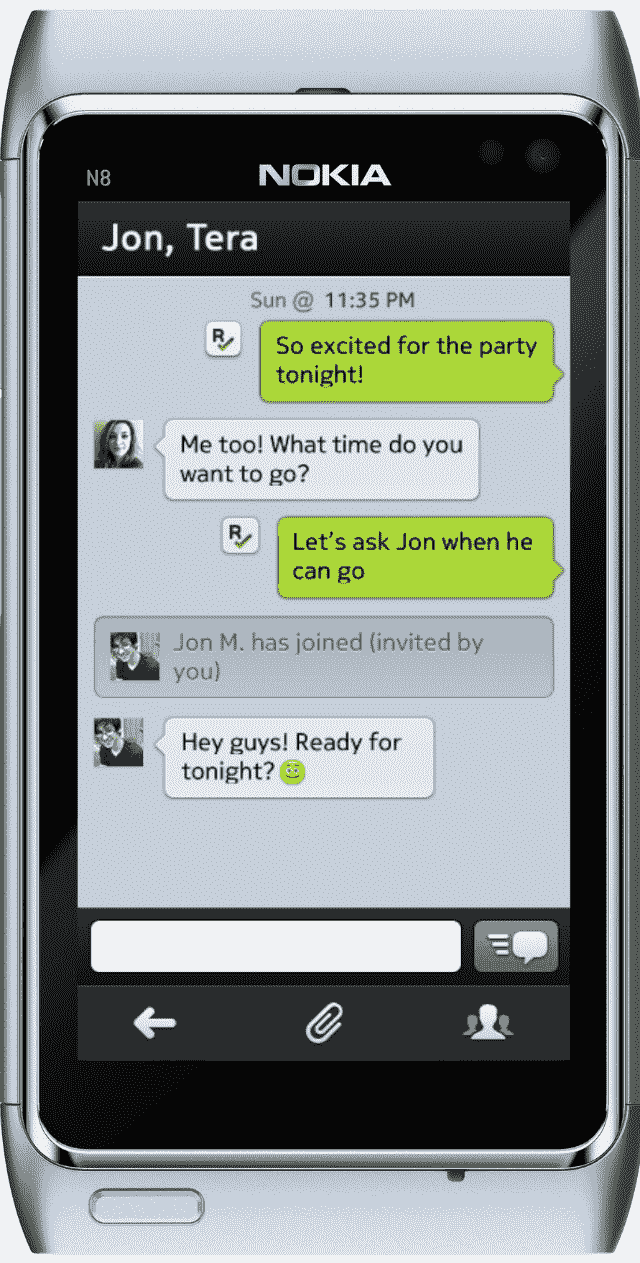 N8
NOKIA
Jon, Tera
Sun @ 11:35 PM
R
So excited for the party
tonight!
Me too! What time do you
want to go?
R
Let's ask Jon when he
can go
Jon M. has joined (invited by
you)
Hey guys! Ready for
tonight?